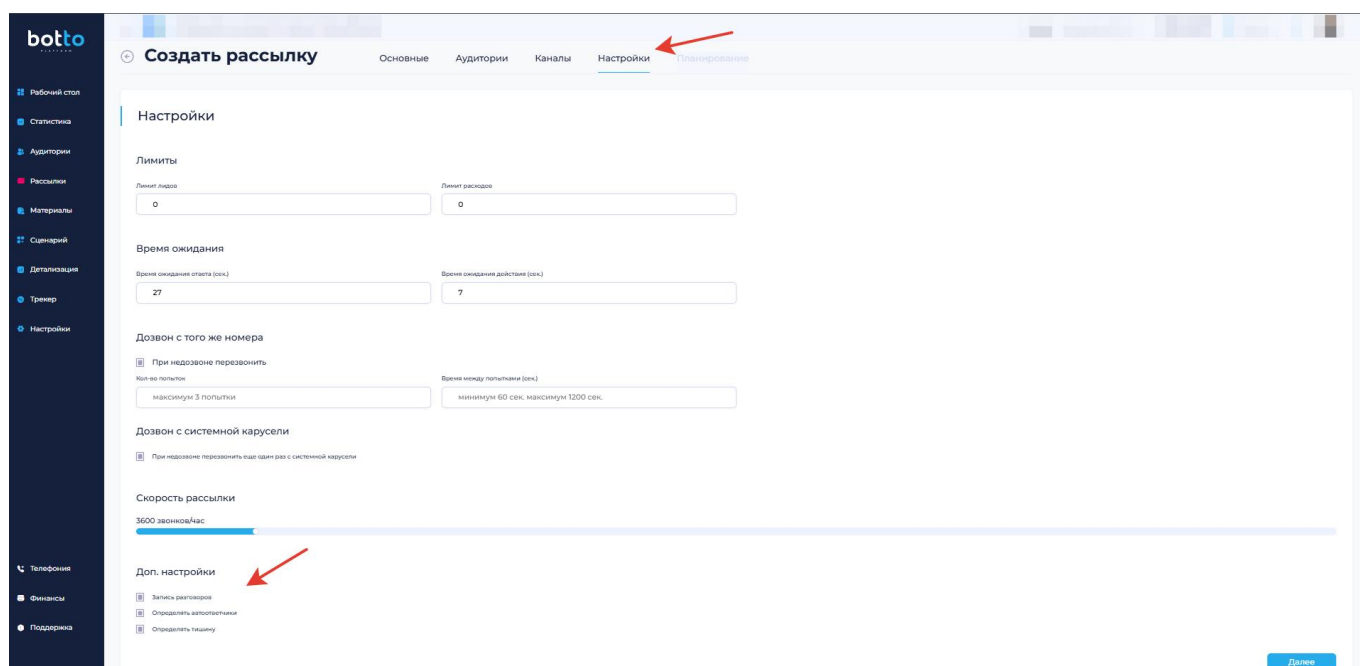 botto
PLATFORM
Создать рассылку
Основные Аудитории Каналы Настройки Планирование
Рабочий стол
Статистика
Аудитории
Рассылки
Материалы
Сценарий
Детализация
Трекер
Настройки
Телефония
Финансы
Поддержка
Настройки
Лимиты
Лимит лидов Лимит расходов
0 0
Время ожидания
Время ожидания ответа (сек.) Время ожидания действия (сек.)
27 7
Дозвон с того же номера
При недозвоне перезвонить
Кол-во попыток Время между попытками (сек.)
максимум 3 попытки минимум 60 сек. максимум 1200 сек.
Дозвон с системной карусели
При недозвоне перезвонить еще один раз с системной карусели
Скорость рассылки
3600 звонков/час
Доп. настройки
Запись разговоров
Определять автоответчики
Определять тишину
Далее